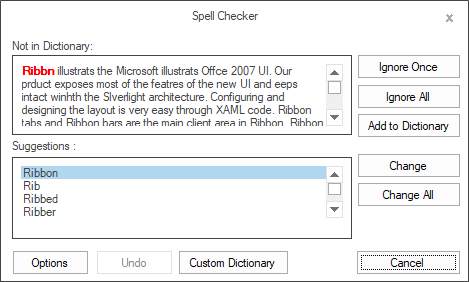 Spell Checker
x
Not in Dictionary:
Ribbn illustrats the Microsoft illustrats Offce 2007 UI. Our
prduct exposes most of the featres of the new UI and eeps
intact winhth the Slverlight architecture. Configuring and
designing the layout is very easy through XAML code. Ribbon
tabs and Ribbon bars are the main client area in Ribbon. Ribbon
Ignore Once
Ignore All
Add to Dictionary
Suggestions :
Ribbon
Rib
Ribbed
Ribber
Change
Change All
Options
Undo
Custom Dictionary
Cancel